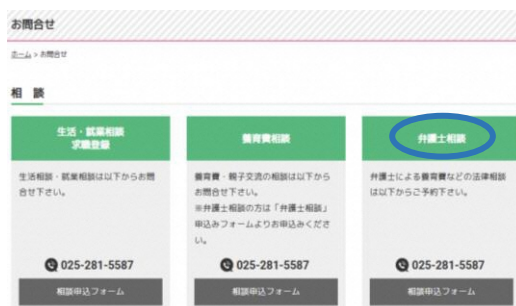 お問合せ
ホーム > お問合せ
相 談
生活・就業相談
求職登録
生活相談・就業相談は以下からお問
合せ下さい。
025-281-5587
相談申込フォーム
養育費相談
養育費・親子交流の相談は以下から
お問合せ下さい。
※弁護士相談の方は「弁護士相談」
申込みフォームよりお申込みくださ
い。
025-281-5587
相談申込フォーム
弁護士相談
弁護士による養育費などの法律相談
は以下からご予約下さい。
025-281-5587
相談申込フォーム